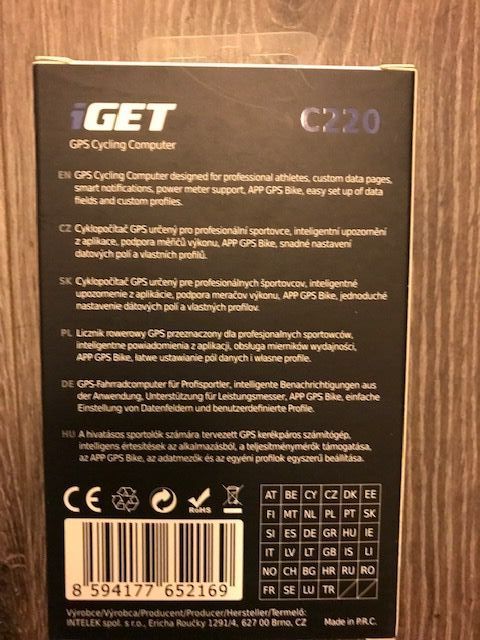 iGET
C220
GPS Cycling Computer
EN GPS Cycling Computer designed for professional athletes, custom data pages,
smart notifications, power meter support, APP GPS Bike, easy set up of data
fields and custom profiles.
CZ Cyklopočítač GPS určený pro profesionální sportovce, inteligentní upozornění
z aplikace, podpora měřičů výkonu, APP GPS Bike, snadné nastavení
datových polí a vlastních profilů.
SK Cyklopočítač GPS určený pre profesionálnych športovcov, inteligentné
upozornenie z aplikácie, podpora meračov výkonu, APP GPS Bike, jednoduché
nastavenie dátových polí a vlastných profilov.
PL Licznik rowerowy GPS przeznaczony dla profesjonalnych sportowców,
inteligentne powiadomienia z aplikacji, obsługa mierników wydajności,
APP GPS Bike, łatwe ustawianie pól danych i własne profile.
DE GPS-Fahrradcomputer für Profisportler, intelligente Benachrichtigungen aus
der Anwendung, Unterstützung für Leistungsmesser, APP GPS Bike, einfache
Einstellung von Datenfeldern und benutzerdefinierte Profile.
HU A hivatásos sportolók számára tervezett GPS kerékpáros számítógép,
intelligens értesítések az alkalmazásból, a teljesítménymérők támogatása,
az APP GPS Bike, az adatmezők és az egyéni profilok egyszerű beállítása.
CE
RoHS
AT BE CY CZ DK EE
FI MT NL PL PT SK
SI ES DE GR HU IE
IT LV LT GB IS LI
NO CH BG HR RU RO
FR SE LU TR
8 594177 652169
Výrobce/Výrobca/Producent/Producer/Hersteller/Termelő:
INTELEK spol. s r.o., Ericha Roučky 1291/4, 627 00 Brno, CZ
Made in P.R.C.